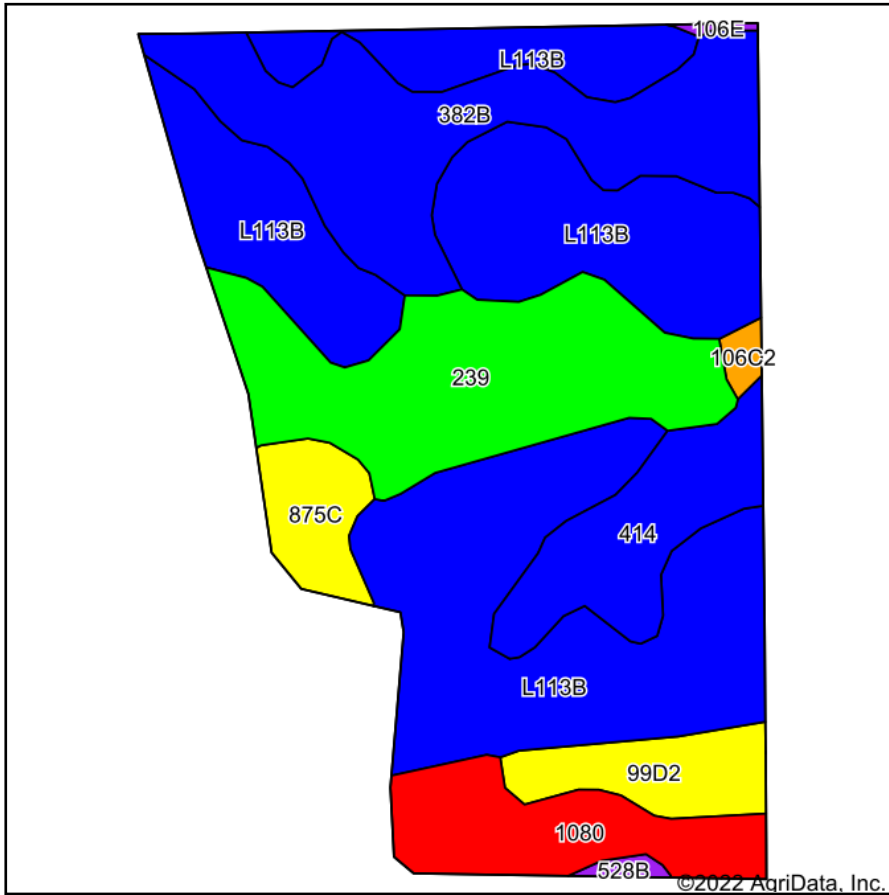 106E
L113B
382B
L113B
L113B
106C2
239
875C
414
L113B
99D2
1080
528B
©2022 AgriData, Inc.